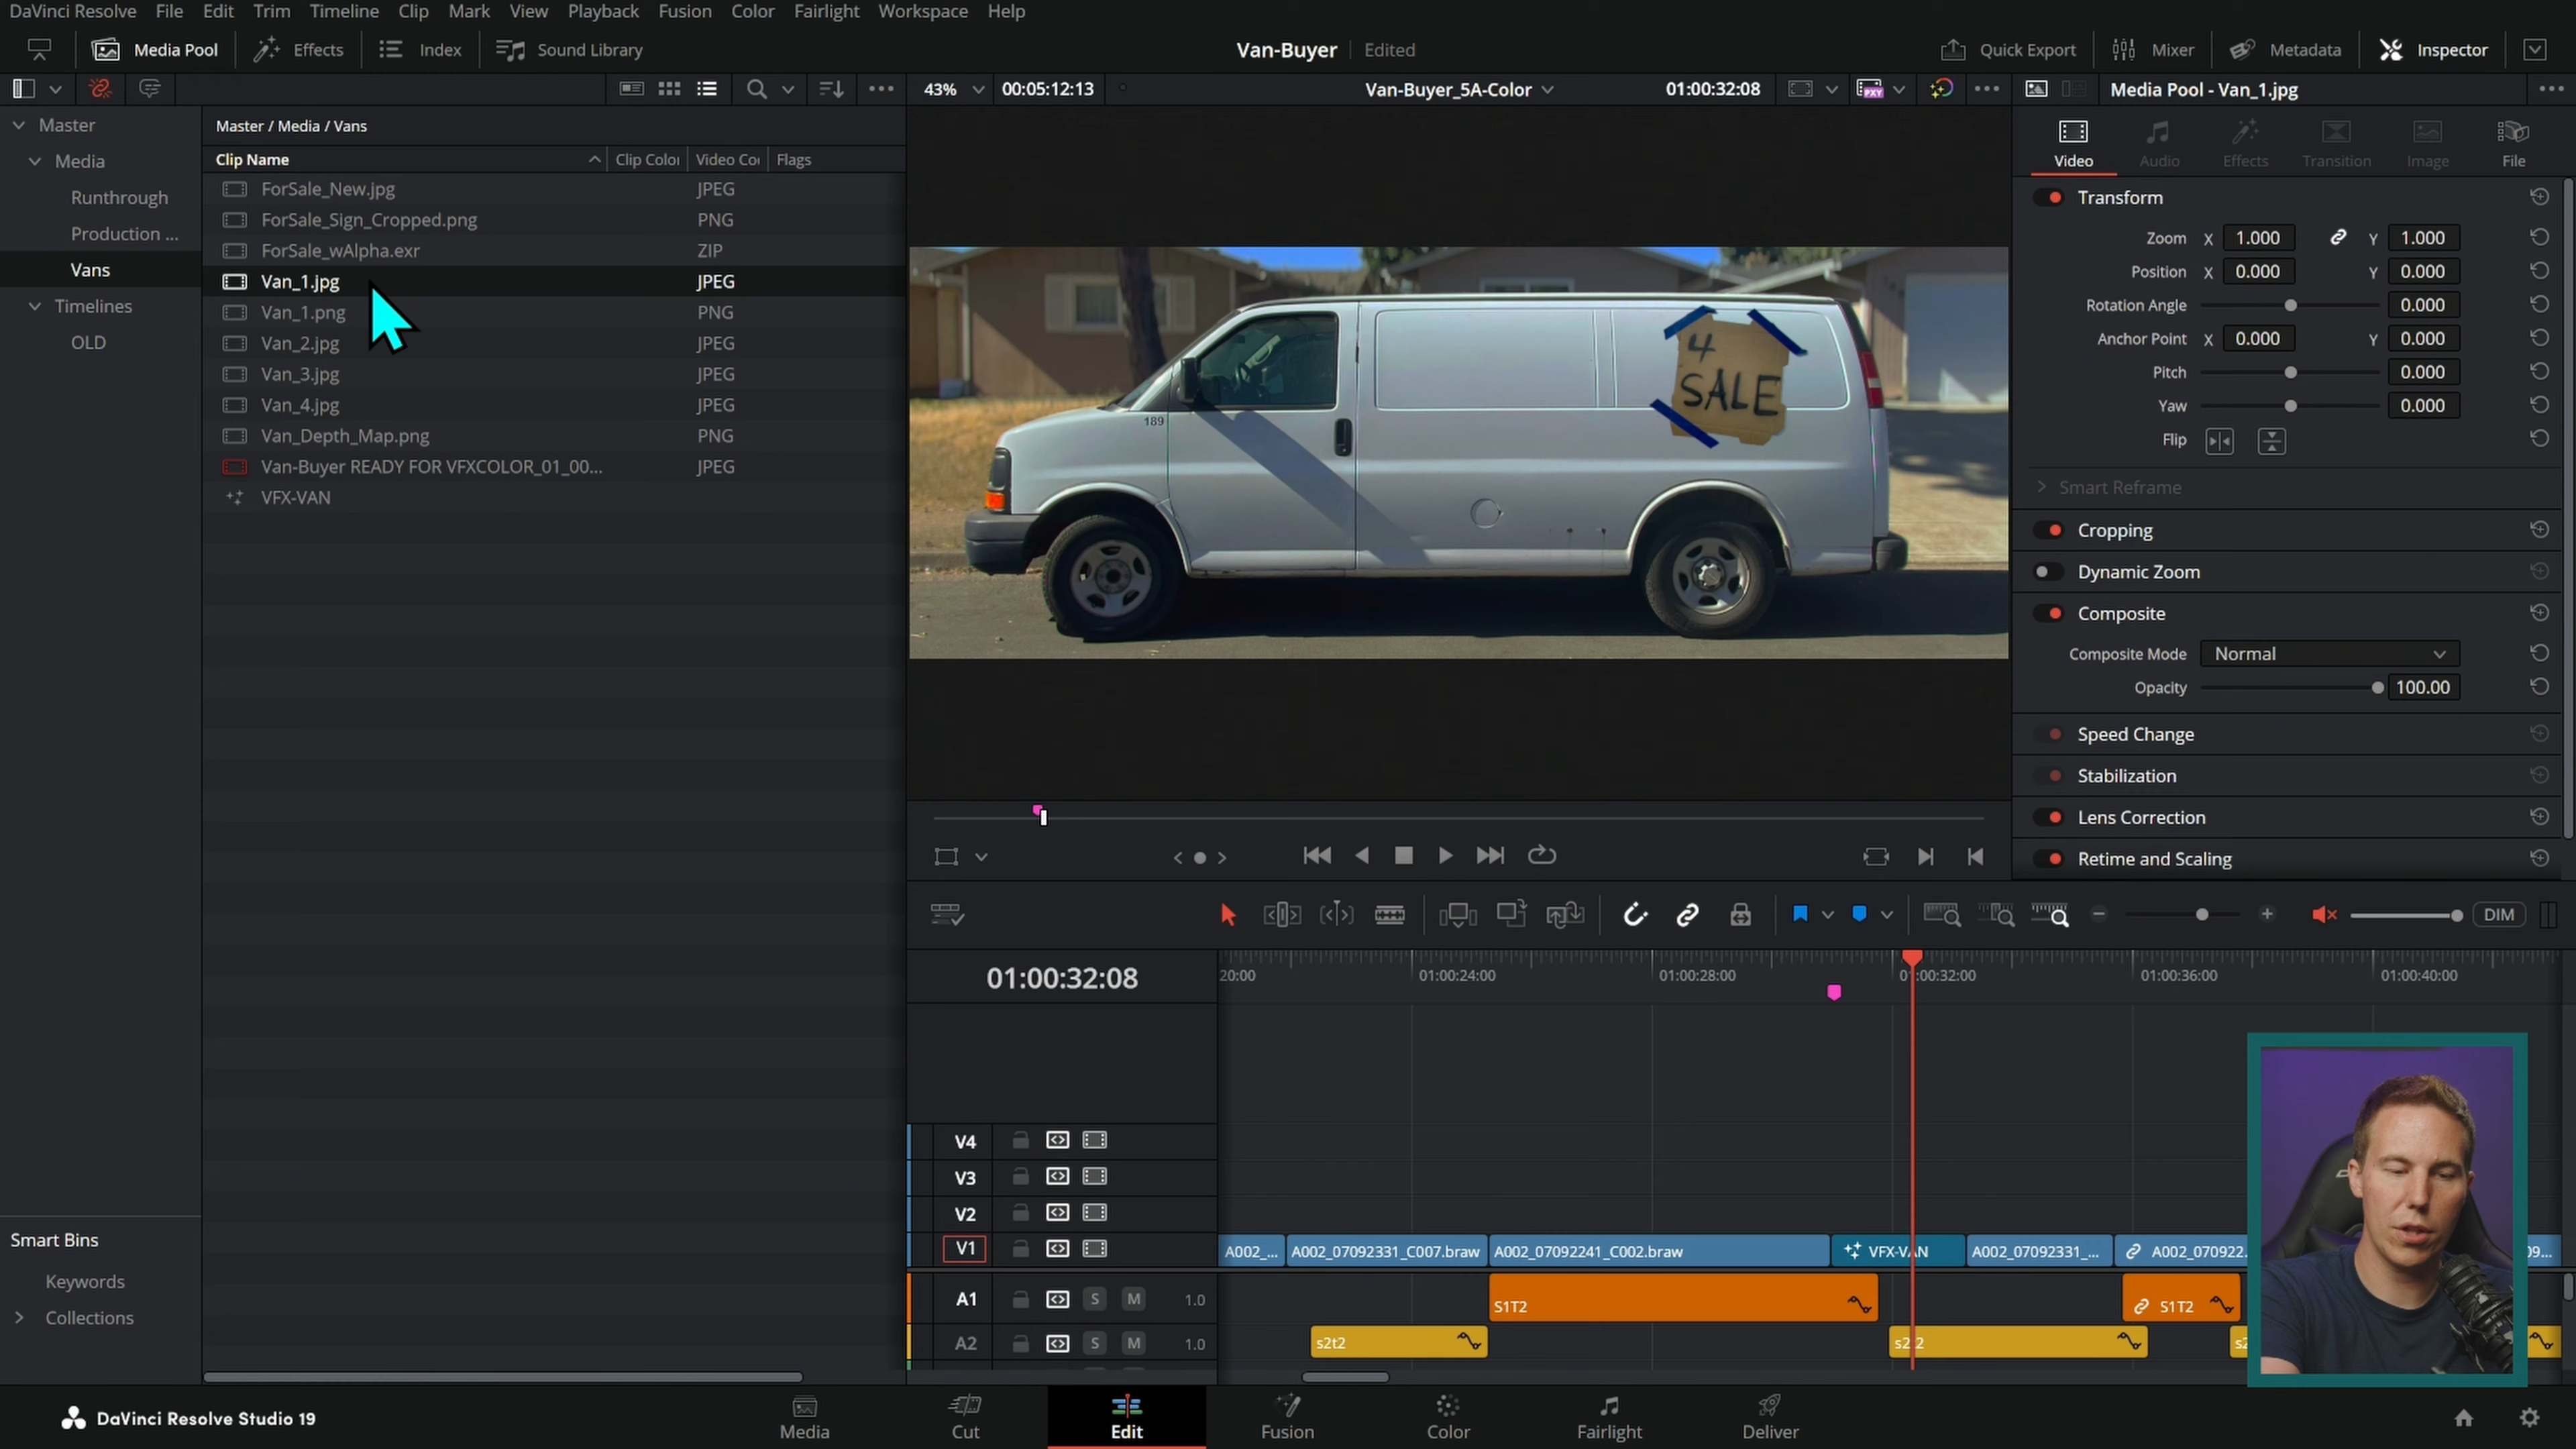 DaVinci Resolve File Edit Trim Timeline Clip Mark View Playback Fusion Color Fairlight Workspace Help
Media Pool Effects Index Sound Library Van-Buyer Edited Quick Export Mixer Metadata Inspector
43% 00:05:12:13 Van-Buyer_5A-Color 01:00:32:08 PXY Media Pool - Van_1.jpg
Master
Media
Runthrough
Production ...
Vans
Timelines
OLD
Master / Media / Vans
Clip Name Clip Color Video Co Flags
ForSale_New.jpg JPEG
ForSale_Sign_Cropped.png PNG
ForSale_wAlpha.exr ZIP
Van_1.jpg JPEG
Van_1.png PNG
Van_2.jpg JPEG
Van_3.jpg JPEG
Van_4.jpg JPEG
Van_Depth_Map.png PNG
Van-Buyer READY FOR VFXCOLOR_01_00... JPEG
VFX-VAN
4
SALE
189
Video Audio Effects Transition Image File
Transform
Zoom X 1.000 Y 1.000
Position X 0.000 Y 0.000
Rotation Angle 0.000
Anchor Point X 0.000 Y 0.000
Pitch 0.000
Yaw 0.000
Flip
Smart Reframe
Cropping
Dynamic Zoom
Composite
Composite Mode Normal
Opacity 100.00
Speed Change
Stabilization
Lens Correction
Retime and Scaling
DIM
01:00:32:08
20:00 01:00:24:00 01:00:28:00 01:00:32:00 01:00:36:00 01:00:40:00
V4
V3
V2
V1 A002_... A002_07092331_C007.braw A002_07092241_C002.braw VFX-VAN A002_07092331_... A002_070922. 09...
A1 S M 1.0 S1T2 S1T2
A2 S M 1.0 s2t2 s2
Smart Bins
Keywords
Collections
DaVinci Resolve Studio 19
Media Cut Edit Fusion Color Fairlight Deliver